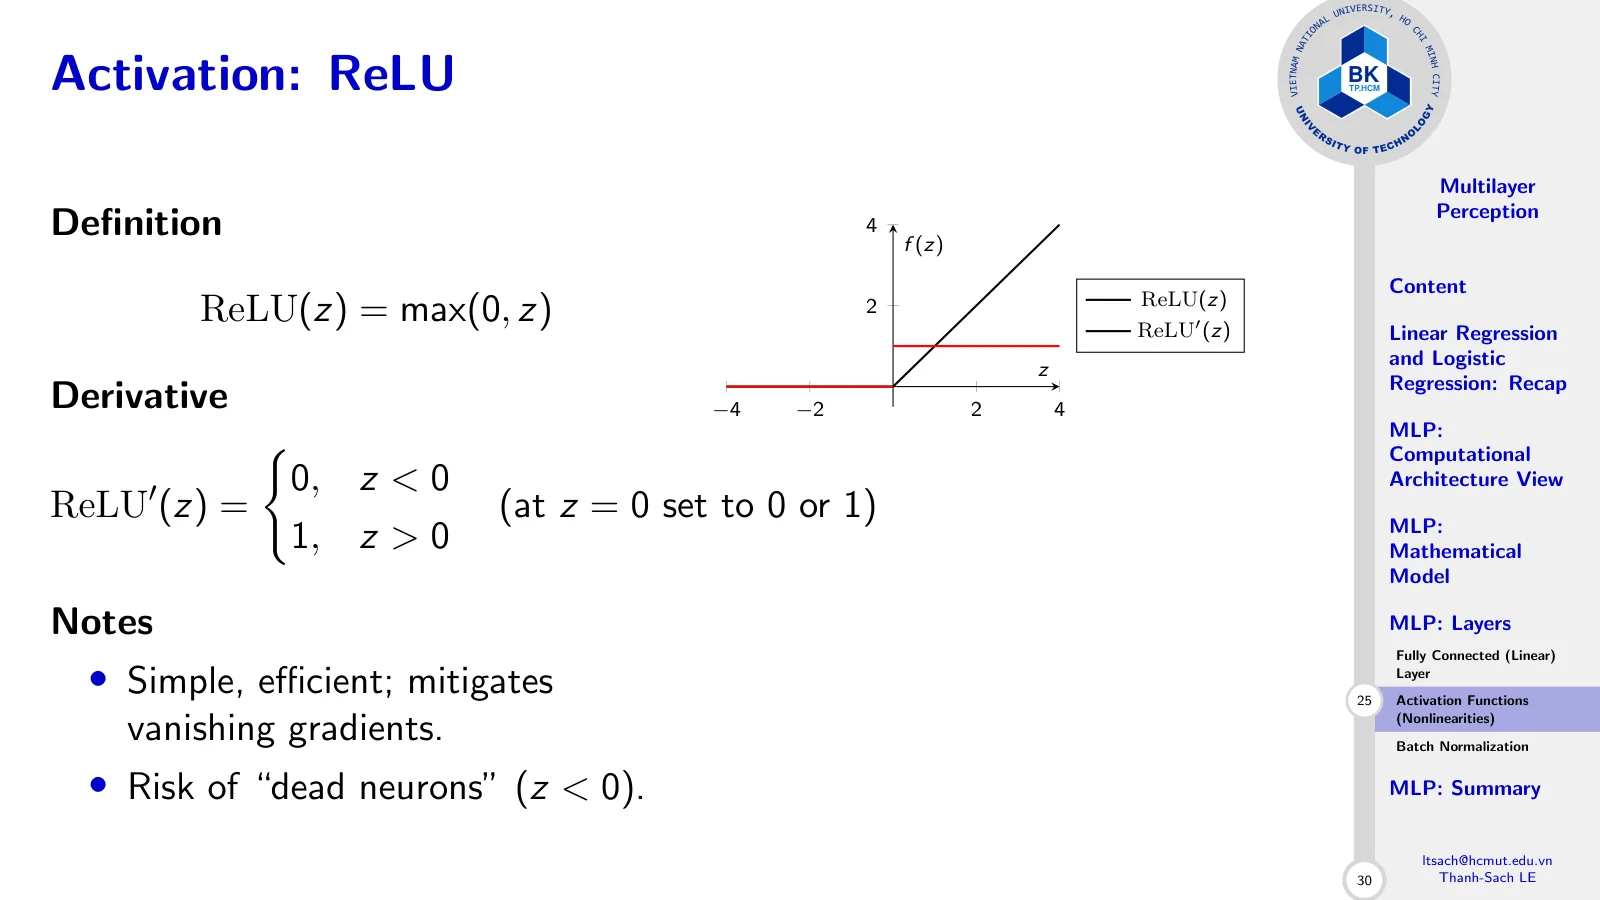 Activation: ReLU
Definition
ReLU(z) = max(0, z)
Derivative
ReLU′(z) = {0, z < 0
1, z > 0
(at z = 0 set to 0 or 1)
Notes
• Simple, efficient; mitigates
vanishing gradients.
• Risk of “dead neurons” (z < 0).
4
f(z)
2
z
−4 −2 2 4
ReLU(z)
ReLU′(z)
VIETNAM NATIONAL UNIVERSITY, HO CHI MINH CITY
BK
TP.HCM
UNIVERSITY OF TECHNOLOGY
Multilayer
Perception
Content
Linear Regression
and Logistic
Regression: Recap
MLP:
Computational
Architecture View
MLP:
Mathematical
Model
MLP: Layers
Fully Connected (Linear)
Layer
25
Activation Functions
(Nonlinearities)
Batch Normalization
MLP: Summary
ltsach@hcmut.edu.vn
Thanh-Sach LE
30